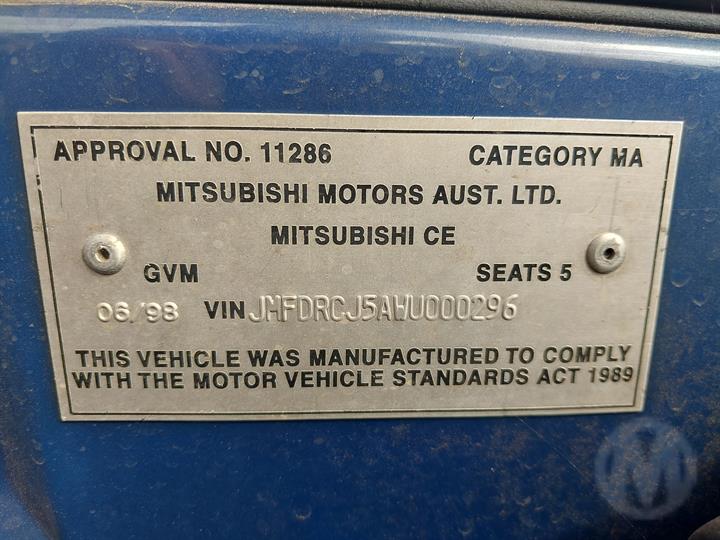 APPROVAL NO. 11286 CATEGORY MA
MITSUBISHI MOTORS AUST. LTD.
MITSUBISHI CE
GVM SEATS 5
06/98 VIN JMFDRCJ5AWU000296
THIS VEHICLE WAS MANUFACTURED TO COMPLY
WITH THE MOTOR VEHICLE STANDARDS ACT 1989
M